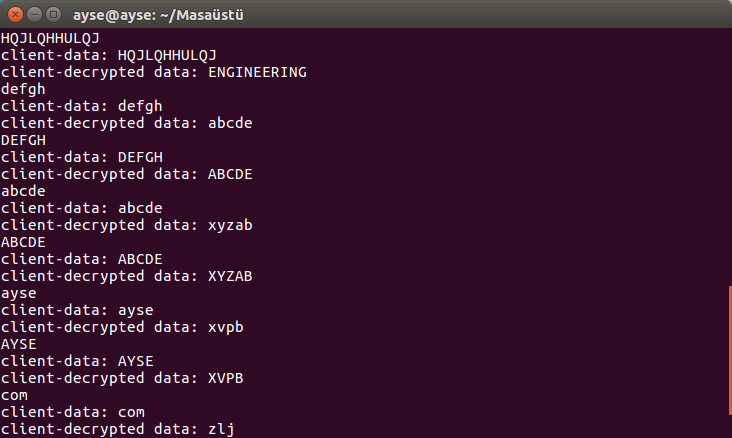 ayse@ayse: ~/Masaüstü
HQJLQHHULQJ
client-data: HQJLQHHULQJ
client-decrypted data: ENGINEERING
defgh
client-data: defgh
client-decrypted data: abcde
DEFGH
client-data: DEFGH
client-decrypted data: ABCDE
abcde
client-data: abcde
client-decrypted data: xyzab
ABCDE
client-data: ABCDE
client-decrypted data: XYZAB
ayse
client-data: ayse
client-decrypted data: xvpb
AYSE
client-data: AYSE
client-decrypted data: XVPB
com
client-data: com
client-decrypted data: zlj